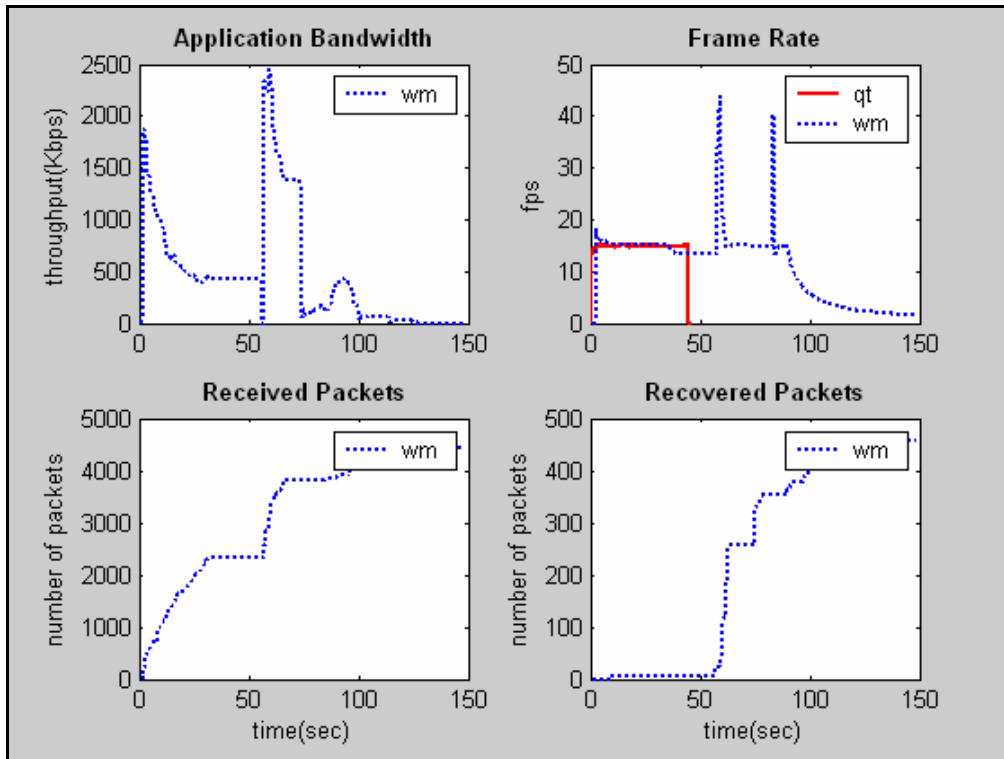 Application Bandwidth
throughput(Kbps)
2500
2000
1500
1000
500
0
0 50 100 150
wm
Frame Rate
fps
50
40
30
20
10
0
0 50 100 150
qt
wm
Received Packets
number of packets
5000
4000
3000
2000
1000
0
0 50 100 150
time(sec)
wm
Recovered Packets
number of packets
500
400
300
200
100
0
0 50 100 150
time(sec)
wm